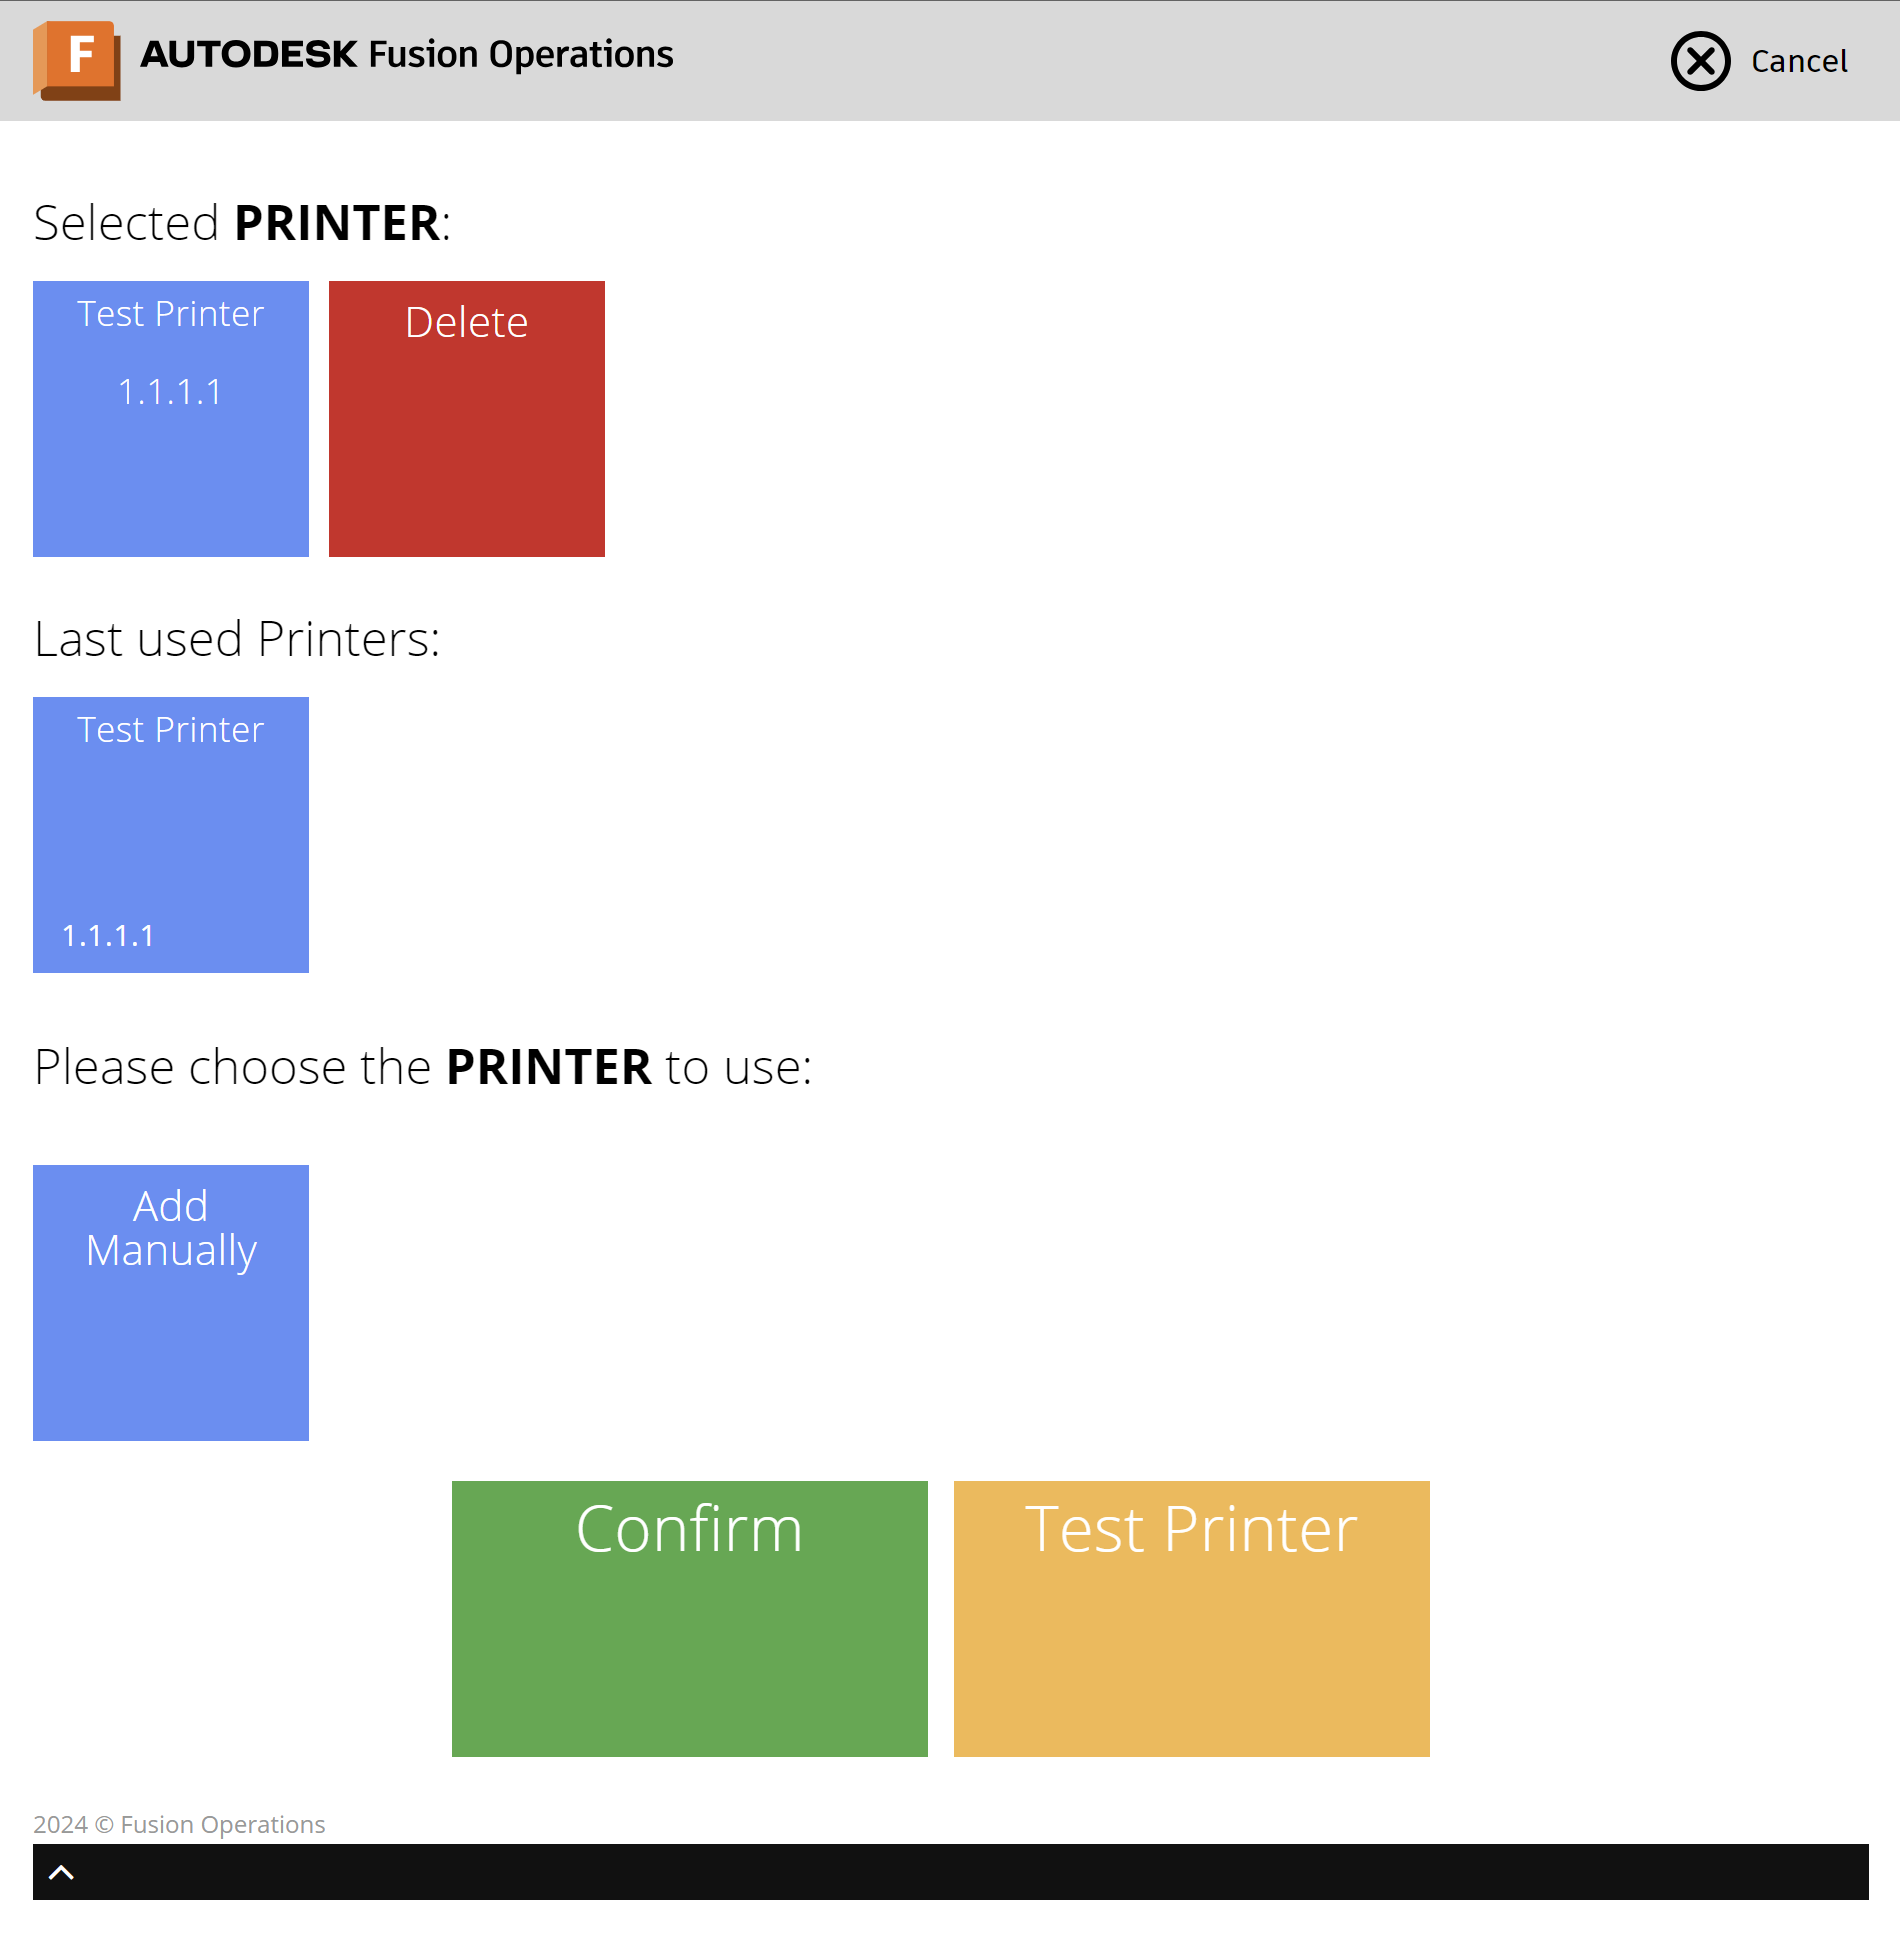 F AUTODESK Fusion Operations
Cancel
Selected PRINTER:
Test Printer
1.1.1.1
Delete
Last used Printers:
Test Printer
1.1.1.1
Please choose the PRINTER to use:
Add
Manually
Confirm
Test Printer
2024 © Fusion Operations